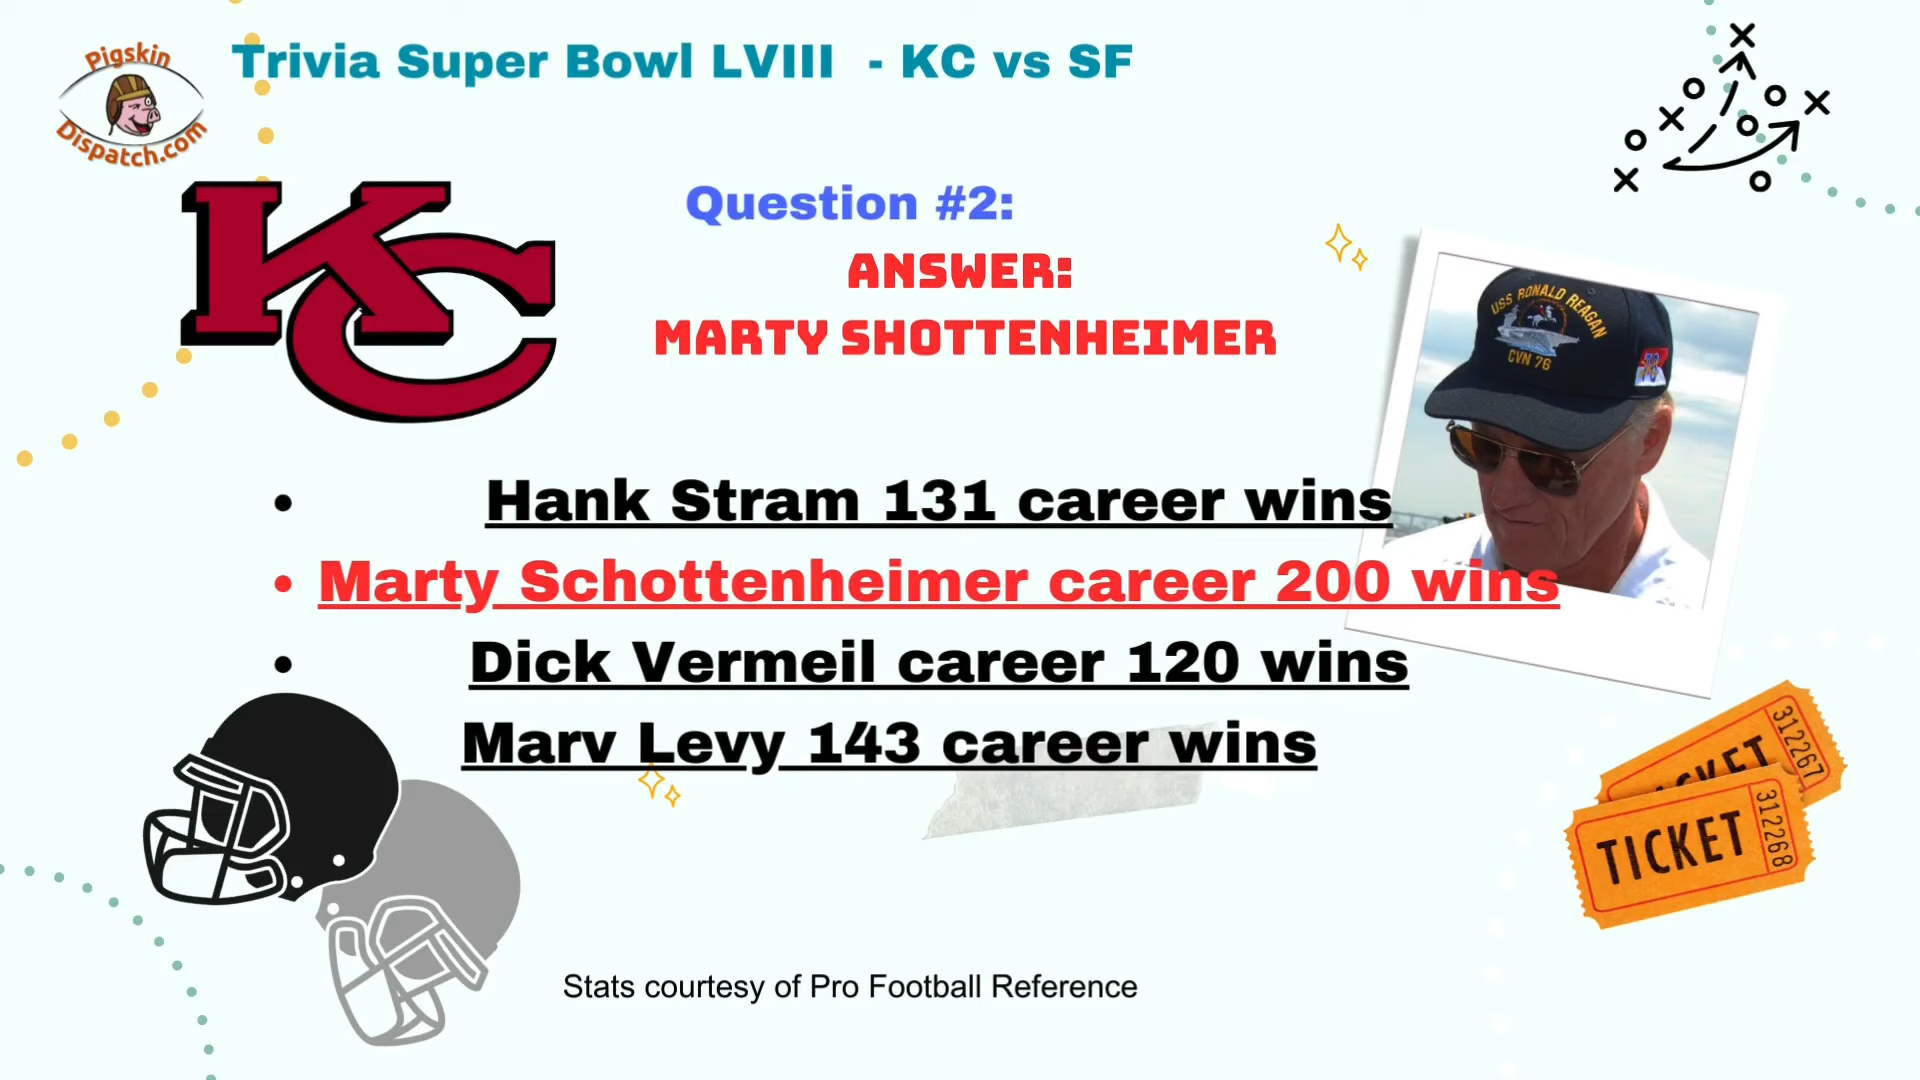 Pigskin
Dispatch.com
Trivia Super Bowl LVIII - KC vs SF
KC
Question #2:
ANSWER:
MARTY SHOTTENHEIMER
USS RONALD REAGAN
CVN 76
• Hank Stram 131 career wins
• Marty Schottenheimer career 200 wins
• Dick Vermeil career 120 wins
Marv Levy 143 career wins
312267
TICKET
312268
Stats courtesy of Pro Football Reference